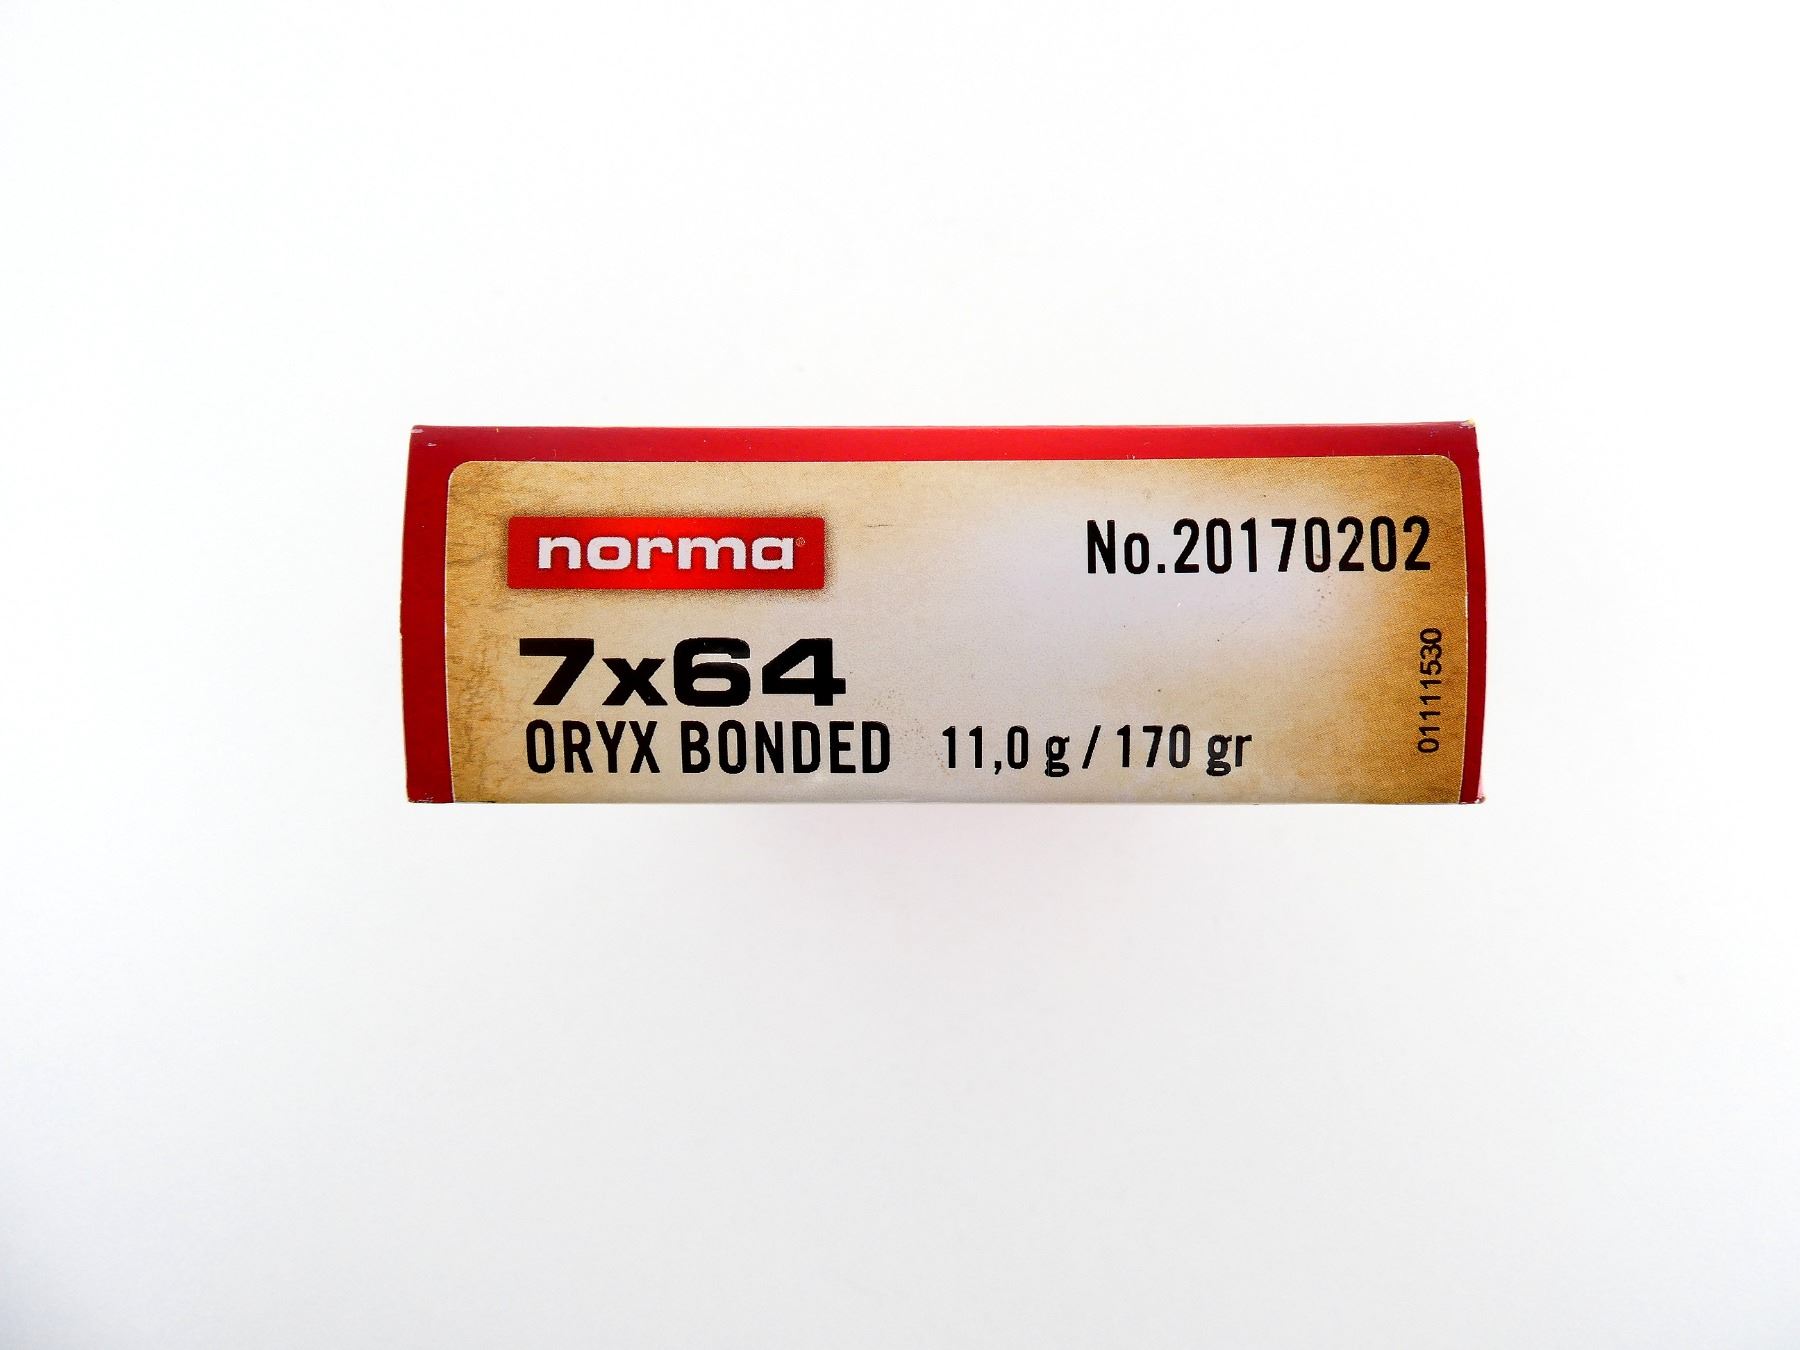 norma®
No.20170202
7x64
ORYX BONDED 11,0 g / 170 gr
01111530